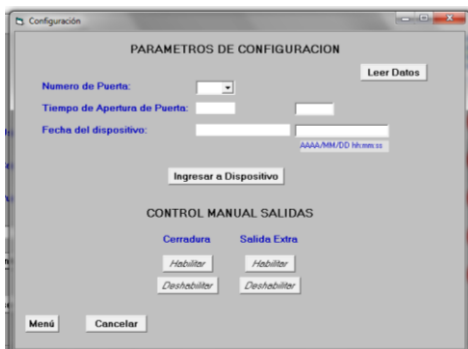 Configuración
PARAMETROS DE CONFIGURACION
Leer Datos
Numero de Puerta:
Tiempo de Apertura de Puerta:
Fecha del dispositivo:
AAAA/MM/DD hh:mm:ss
Ingresar a Dispositivo
CONTROL MANUAL SALIDAS
Cerradura Salida Extra
Habilitar Habilitar
Deshabilitar Deshabilitar
Menú Cancelar